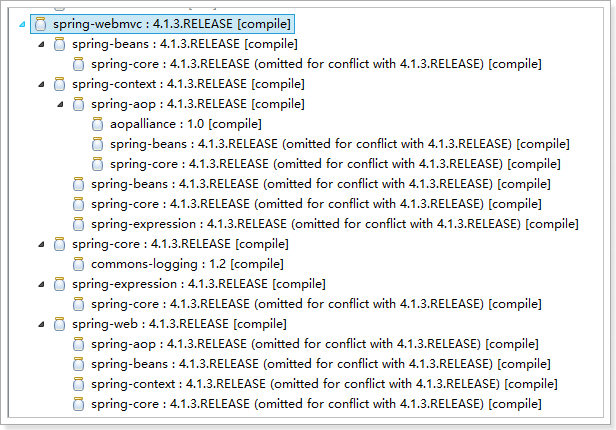 spring-webmvc : 4.1.3.RELEASE [compile]
spring-beans : 4.1.3.RELEASE [compile]
spring-core : 4.1.3.RELEASE (omitted for conflict with 4.1.3.RELEASE) [compile]
spring-context : 4.1.3.RELEASE [compile]
spring-aop : 4.1.3.RELEASE [compile]
aopalliance : 1.0 [compile]
spring-beans : 4.1.3.RELEASE (omitted for conflict with 4.1.3.RELEASE) [compile]
spring-core : 4.1.3.RELEASE (omitted for conflict with 4.1.3.RELEASE) [compile]
spring-beans : 4.1.3.RELEASE (omitted for conflict with 4.1.3.RELEASE) [compile]
spring-core : 4.1.3.RELEASE (omitted for conflict with 4.1.3.RELEASE) [compile]
spring-expression : 4.1.3.RELEASE (omitted for conflict with 4.1.3.RELEASE) [compile]
spring-core : 4.1.3.RELEASE [compile]
commons-logging : 1.2 [compile]
spring-expression : 4.1.3.RELEASE [compile]
spring-core : 4.1.3.RELEASE (omitted for conflict with 4.1.3.RELEASE) [compile]
spring-web : 4.1.3.RELEASE [compile]
spring-aop : 4.1.3.RELEASE (omitted for conflict with 4.1.3.RELEASE) [compile]
spring-beans : 4.1.3.RELEASE (omitted for conflict with 4.1.3.RELEASE) [compile]
spring-context : 4.1.3.RELEASE (omitted for conflict with 4.1.3.RELEASE) [compile]
spring-core : 4.1.3.RELEASE (omitted for conflict with 4.1.3.RELEASE) [compile]